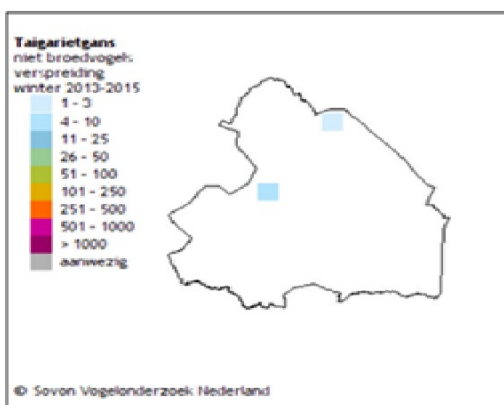 Taigarietgans
niet broedvogels
verspreiding
winter 2013-2015
1 - 3
4 - 10
11 - 25
26 - 50
51 - 100
101 - 250
251 - 500
501 - 1000
> 1000
aanwezig
© Sovon Vogelonderzoek Nederland